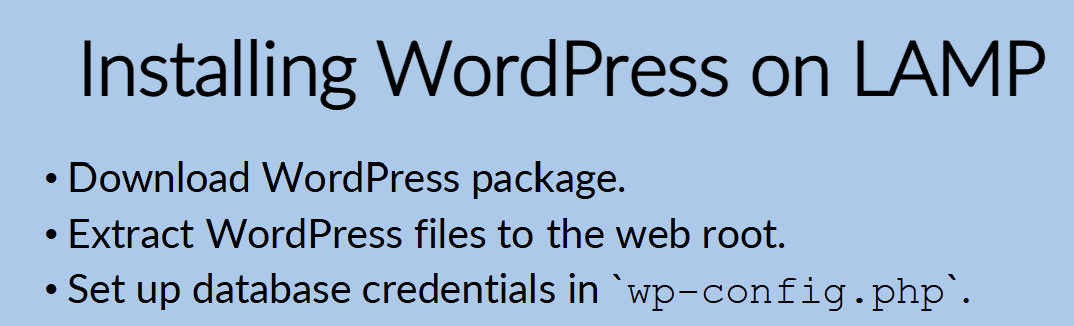 Installing WordPress on LAMP
• Download WordPress package.
• Extract WordPress files to the web root.
• Set up database credentials in `wp-config.php`.